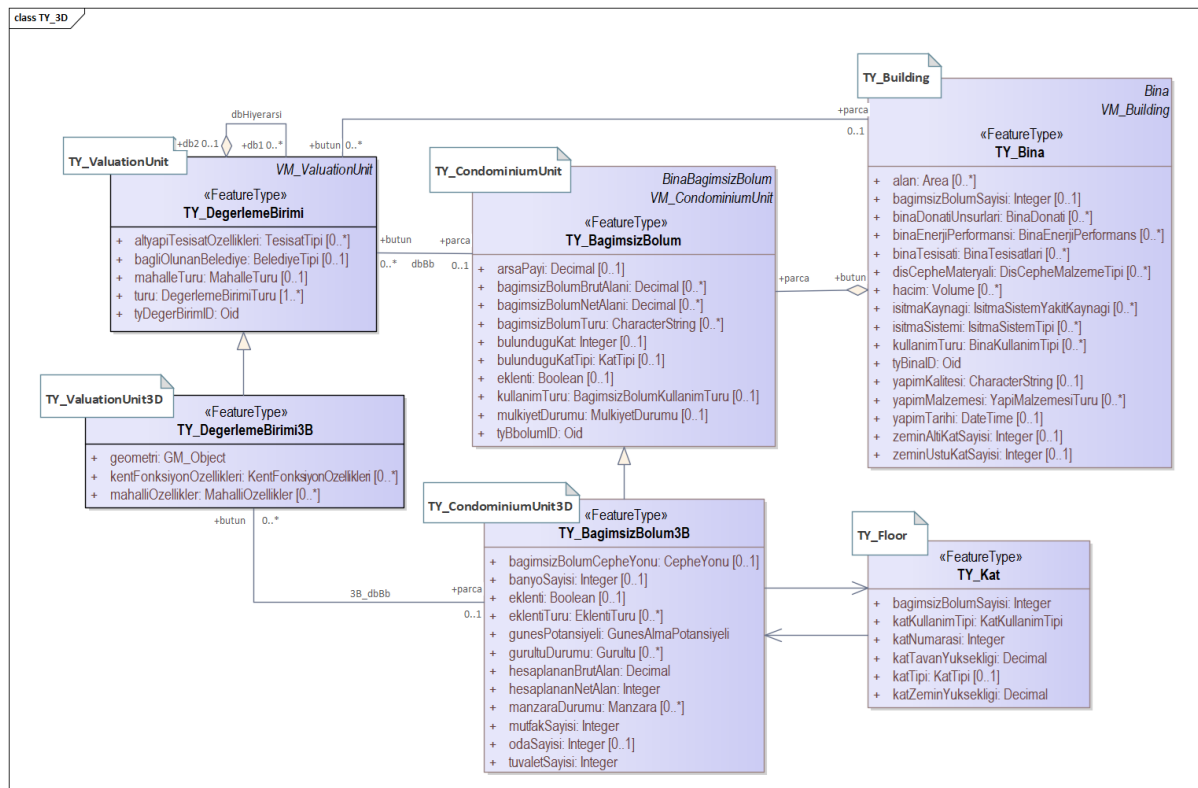 class TY_3D
dbHiyerarsi
+db2 0..1
+db1 0..*
+butun 0..*
+parca
0..1
TY_ValuationUnit
VM_ValuationUnit
«FeatureType»
TY_DegerlemeBirimi
+ altyapiTesisatOzellikleri: TesisatTipi [0..*]
+ bagliOlunanBelediye: BelediyeTipi [0..1]
+ mahalleTuru: MahalleTuru [0..1]
+ turu: DegerlemeBirimiTuru [1..*]
+ tyDegerBirimID: Oid
+butun
0..*
dbBb
+parca
0..1
TY_CondominiumUnit
BinaBagimsizBolum
VM_CondominiumUnit
«FeatureType»
TY_BagimsizBolum
+ arsaPayi: Decimal [0..1]
+ bagimsizBolumBrutAlani: Decimal [0..*]
+ bagimsizBolumNetAlani: Decimal [0..*]
+ bagimsizBolumTuru: CharacterString [0..*]
+ bulunduguKat: Integer [0..1]
+ bulunduguKatTipi: KatTipi [0..1]
+ eklenti: Boolean [0..1]
+ kullanimTuru: BagimsizBolumKullanimTuru [0..1]
+ mulkiyetDurumu: MulkiyetDurumu [0..1]
+ tyBbolumID: Oid
+parca
+butun
TY_Building
Bina
VM_Building
«FeatureType»
TY_Bina
+ alan: Area [0..*]
+ bagimsizBolumSayisi: Integer [0..1]
+ binaDonatiUnsurlari: BinaDonati [0..*]
+ binaEnerjiPerformansi: BinaEnerjiPerformans [0..*]
+ binaTesisati: BinaTesisatlari [0..*]
+ disCepheMateryali: DisCepheMalzemeTipi [0..*]
+ hacim: Volume [0..*]
+ isitmaKaynagi: IsitmaSistemYakitKaynagi [0..*]
+ isitmaSistemi: IsitmaSistemTipi [0..*]
+ kullanimTuru: BinaKullanimTipi [0..*]
+ tyBinaID: Oid
+ yapimKalitesi: CharacterString [0..1]
+ yapimMalzemesi: YapiMalzemesiTuru [0..*]
+ yapimTarihi: DateTime [0..1]
+ zeminAltiKatSayisi: Integer [0..1]
+ zeminUstuKatSayisi: Integer [0..1]
TY_ValuationUnit3D
«FeatureType»
TY_DegerlemeBirimi3B
+ geometri: GM_Object
+ kentFonksiyonOzellikleri: KentFonksiyonOzellikleri [0..*]
+ mahalliOzellikler: MahalliOzellikler [0..*]
+butun
0..*
3B_dbBb
+parca
0..1
TY_CondominiumUnit3D
«FeatureType»
TY_BagimsizBolum3B
+ bagimsizBolumCepheYonu: CepheYonu [0..1]
+ banyoSayisi: Integer [0..1]
+ eklenti: Boolean [0..1]
+ eklentiTuru: EklentiTuru [0..*]
+ gunesPotansiyeli: GunesAlmaPotansiyeli
+ gurultuDurumu: Gurultu [0..*]
+ hesaplananBrutAlan: Decimal
+ hesaplananNetAlan: Integer
+ manzaraDurumu: Manzara [0..*]
+ mutfakSayisi: Integer
+ odaSayisi: Integer [0..1]
+ tuvaletSayisi: Integer
TY_Floor
«FeatureType»
TY_Kat
+ bagimsizBolumSayisi: Integer
+ katKullanimTipi: KatKullanimTipi
+ katNumarasi: Integer
+ katTavanYuksekligi: Decimal
+ katTipi: KatTipi [0..1]
+ katZeminYuksekligi: Decimal